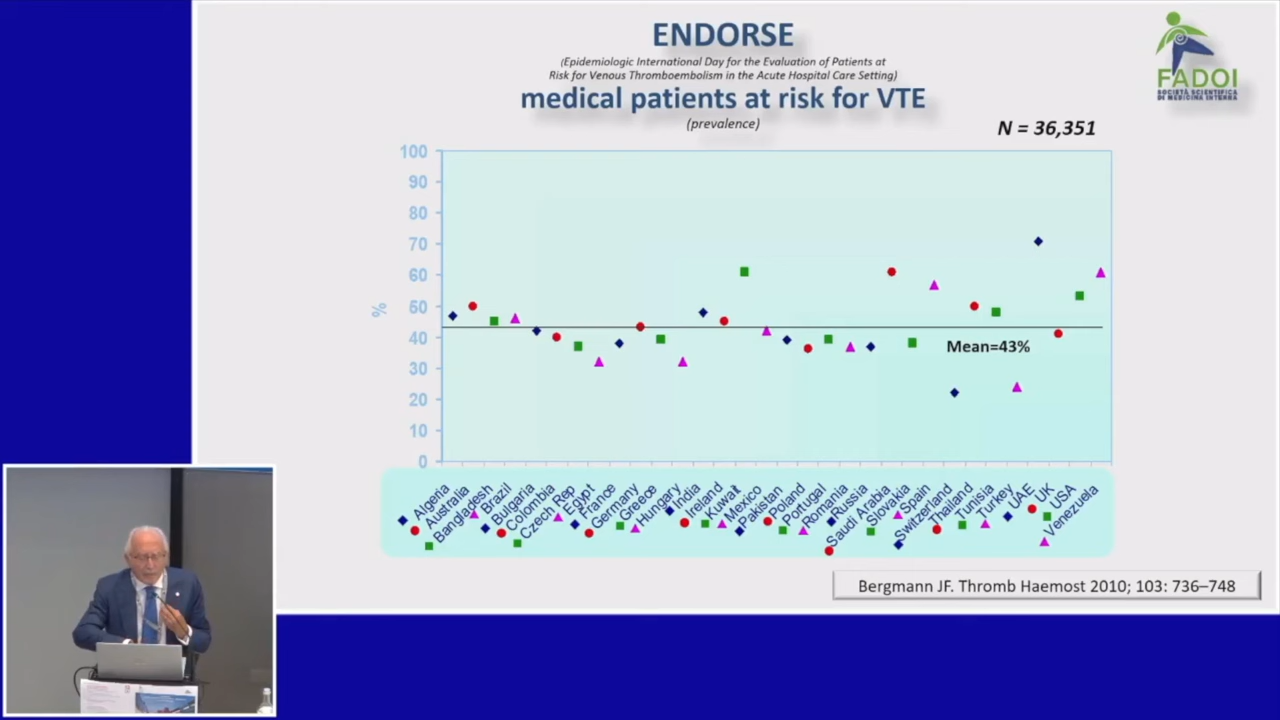 ENDORSE
(Epidemiologic International Day for the Evaluation of Patients at
Risk for Venous Thromboembolism in the Acute Hospital Care Setting)
medical patients at risk for VTE
(prevalence)
FADOI
SOCIETÀ SCIENTIFICA
DI MEDICINA INTERNA
N = 36,351
100
90
80
70
60
50
40
30
20
10
0
%
Mean=43%
Algeria
Australia
Bangladesh
Brazil
Bulgaria
Colombia
Czech Rep
Egypt
France
Germany
Greece
Hungary
India
Ireland
Kuwait
Mexico
Pakistan
Poland
Portugal
Romania
Russia
Saudi Arabia
Slovakia
Spain
Switzerland
Thailand
Tunisia
Turkey
UAE
UK
USA
Venezuela
Bergmann JF. Thromb Haemost 2010; 103: 736–748